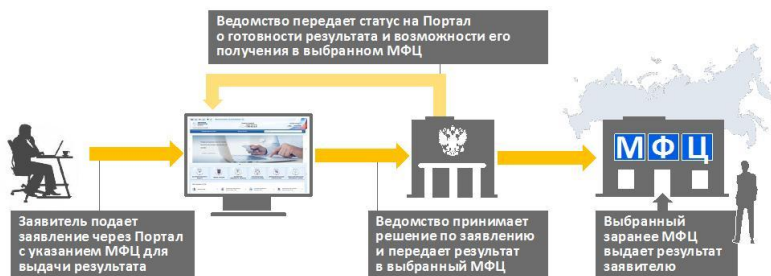 Ведомство передает статус на Портал
о готовности результата и возможности его
получения в выбранном МФЦ
МФЦ
Заявитель подает
заявление через Портал
с указанием МФЦ для
выдачи результата
Ведомство принимает
решение по заявлению
и передает результат
в выбранный МФЦ
Выбранный
заранее МФЦ
выдает результат
заявителю